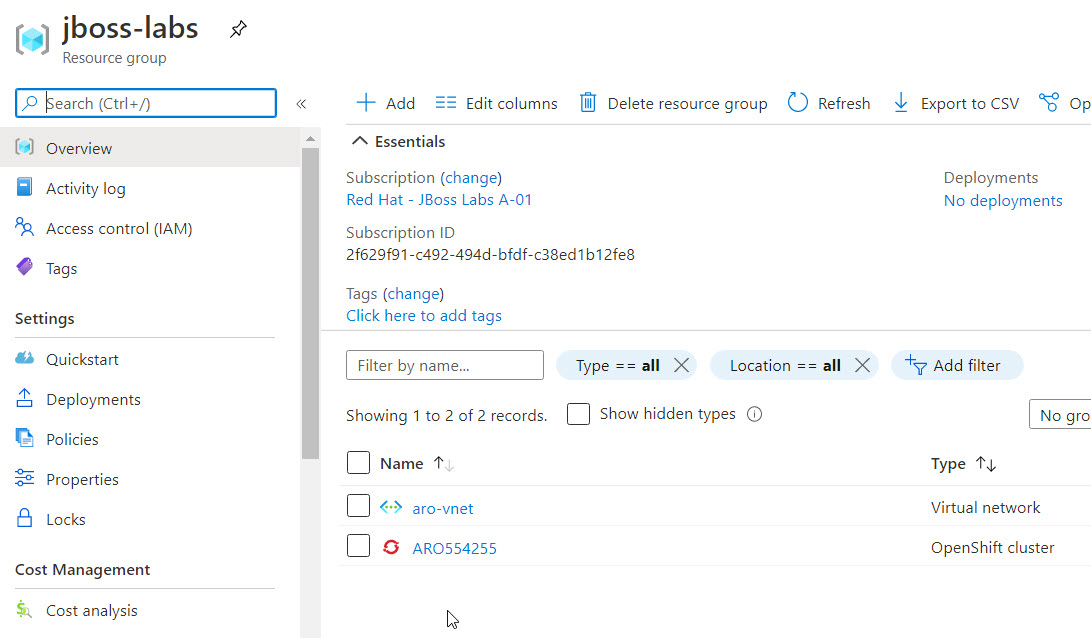 jboss-labs
Resource group
Search (Ctrl+/)
«
Overview
Activity log
Access control (IAM)
Tags
Settings
Quickstart
Deployments
Policies
Properties
Locks
Cost Management
Cost analysis
Add Edit columns Delete resource group Refresh Export to CSV Op
Essentials
Subscription (change)
Red Hat - JBoss Labs A-01
Subscription ID
2f629f91-c492-494d-bfdf-c38ed1b12fe8
Tags (change)
Click here to add tags
Deployments
No deployments
Filter by name... Type == all Location == all Add filter
Showing 1 to 2 of 2 records. Show hidden types No gro
Name Type
aro-vnet Virtual network
ARO554255 OpenShift cluster